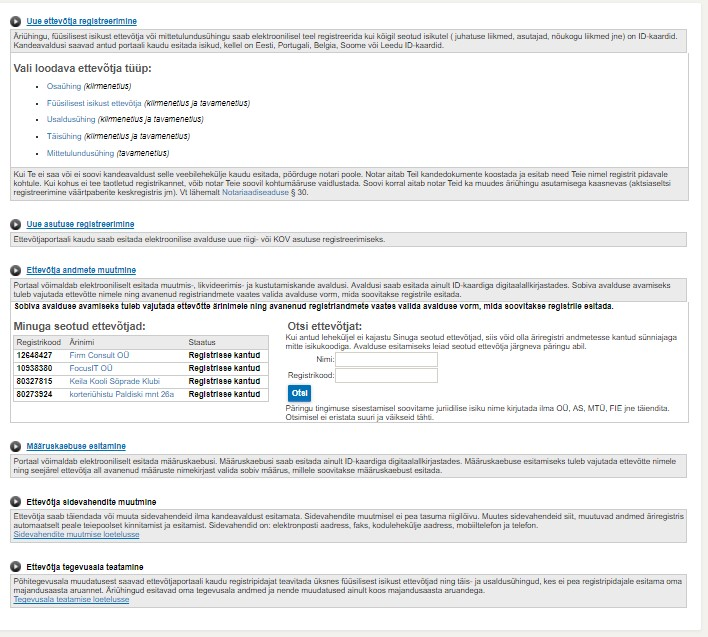 Uue ettevõtja registreerimine
Äriühingu, füüsilisest isikust ettevõtja või mittetulundusühingu saab elektroonilisel teel registreerida kui kõigil seotud isikutel ( juhatuse liikmed, asutajad, nõukogu liikmed jne) on ID-kaardid.
Kandeavaldusi saavad antud portaali kaudu esitada isikud, kellel on Eesti, Portugali, Belgia, Soome või Leedu ID-kaardid.
Vali loodava ettevõtja tüüp:
Osaühing (kiirmenetlus)
Füüsilisest isikust ettevõtja (kiirmenetlus ja tavamenetlus)
Usaldusühing (kiirmenetlus ja tavamenetlus)
Täisühing (kiirmenetlus ja tavamenetlus)
Mittetulundusühing (tavamenetlus)
Kui Te ei saa või ei soovi kandeavaldust selle veebilehekülje kaudu esitada, pöörduge notari poole. Notar aitab Teil kandedokumente koostada ja esitab need Teie nimel registrit pidavale
kohtule. Kui kohus ei tee taotletud registrikannet, võib notar Teie soovil kohtumääruse vaidlustada. Soovi korral aitab notar Teid ka muudes äriühingu asutamisega kaasnevas (aktsiaseltsi
registreerimine väärtpaberite keskregistris jm). Vt lähemalt Notariaadiseaduse § 30.
Uue asutuse registreerimine
Ettevõtjaportaali kaudu saab esitada elektroonilise avalduse uue riigi- või KOV asutuse registreerimiseks.
Ettevõtja andmete muutmine
Portaal võimaldab elektrooniliselt esitada muutmis-, likvideerimis- ja kustutamiskande avaldusi. Avaldusi saab esitada ainult ID-kaardiga digitaalallkirjastades. Sobiva avalduse avamiseks
tuleb vajutada ettevõtte nimele ning avanenud registriandmete vaates valida avalduse vorm, mida soovitakse registrile esitada.
Sobiva avalduse avamiseks tuleb vajutada ettevõtte ärinimele ning avanenud registriandmete vaates valida avalduse vorm, mida soovitakse registrile esitada.
Minuga seotud ettevõtjad:
Registrikood Ärinimi Staatus
12648427 Firm Consult OÜ Registrisse kantud
10938380 FocusIT OÜ Registrisse kantud
80327815 Keila Kooli Sõprade Klubi Registrisse kantud
80273924 korteriühistu Paldiski mnt 26a Registrisse kantud
Otsi ettevõtjat:
Kui antud leheküljel ei kajastu Sinuga seotud ettevõtjad, siis võid olla äriregistri andmetesse kantud sünniajaga
mitte isikukoodiga. Avalduse esitamiseks leiad seotud ettevõtja järgneva päringu abil.
Nimi:
Registrikood:
Otsi
Päringu tingimuse sisestamisel soovitame juriidilise isiku nime kirjutada ilma OÜ, AS, MTÜ, FIE jne täiendita.
Otsimisel ei eristata suuri ja väikseid tähti.
Määruskaebuse esitamine
Portaal võimaldab elektrooniliselt esitada määruskaebusi. Määruskaebusi saab esitada ainult ID-kaardiga digitaalallkirjastades. Määruskaebuse esitamiseks tuleb vajutada ettevõtte nimele
ning seejärel ettevõtja all avanenud määruste nimekirjast valida sobiv määrus, millele soovitakse määruskaebust esitada.
Ettevõtja sidevahendite muutmine
Ettevõtja saab täiendada või muuta sidevahendeid ilma kandeavaldust esitamata. Sidevahendite muutmisel ei pea tasuma riigilõivu. Muutes sidevahendeid siit, muutuvad andmed äriregistris
automaatselt peale teiepoolset kinnitamist ja esitamist. Sidevahendid on: elektronposti aadress, faks, kodulehekülje aadress, mobiiltelefon ja telefon.
Sidevahendite muutmise loetelusse
Ettevõtja tegevusala teatamine
Põhitegevusala muudatusest saavad ettevõtjaportaali kaudu registripidajat teavitada üksnes füüsilisest isikust ettevõtjad ning täis- ja usaldusühingud, kes ei pea registripidajale esitama oma
majandusaasta aruannet. Äriühingud esitavad oma tegevusala andmed ja nende muudatused ainult koos majandusaasta aruandega.
Tegevusala teatamise loetelusse